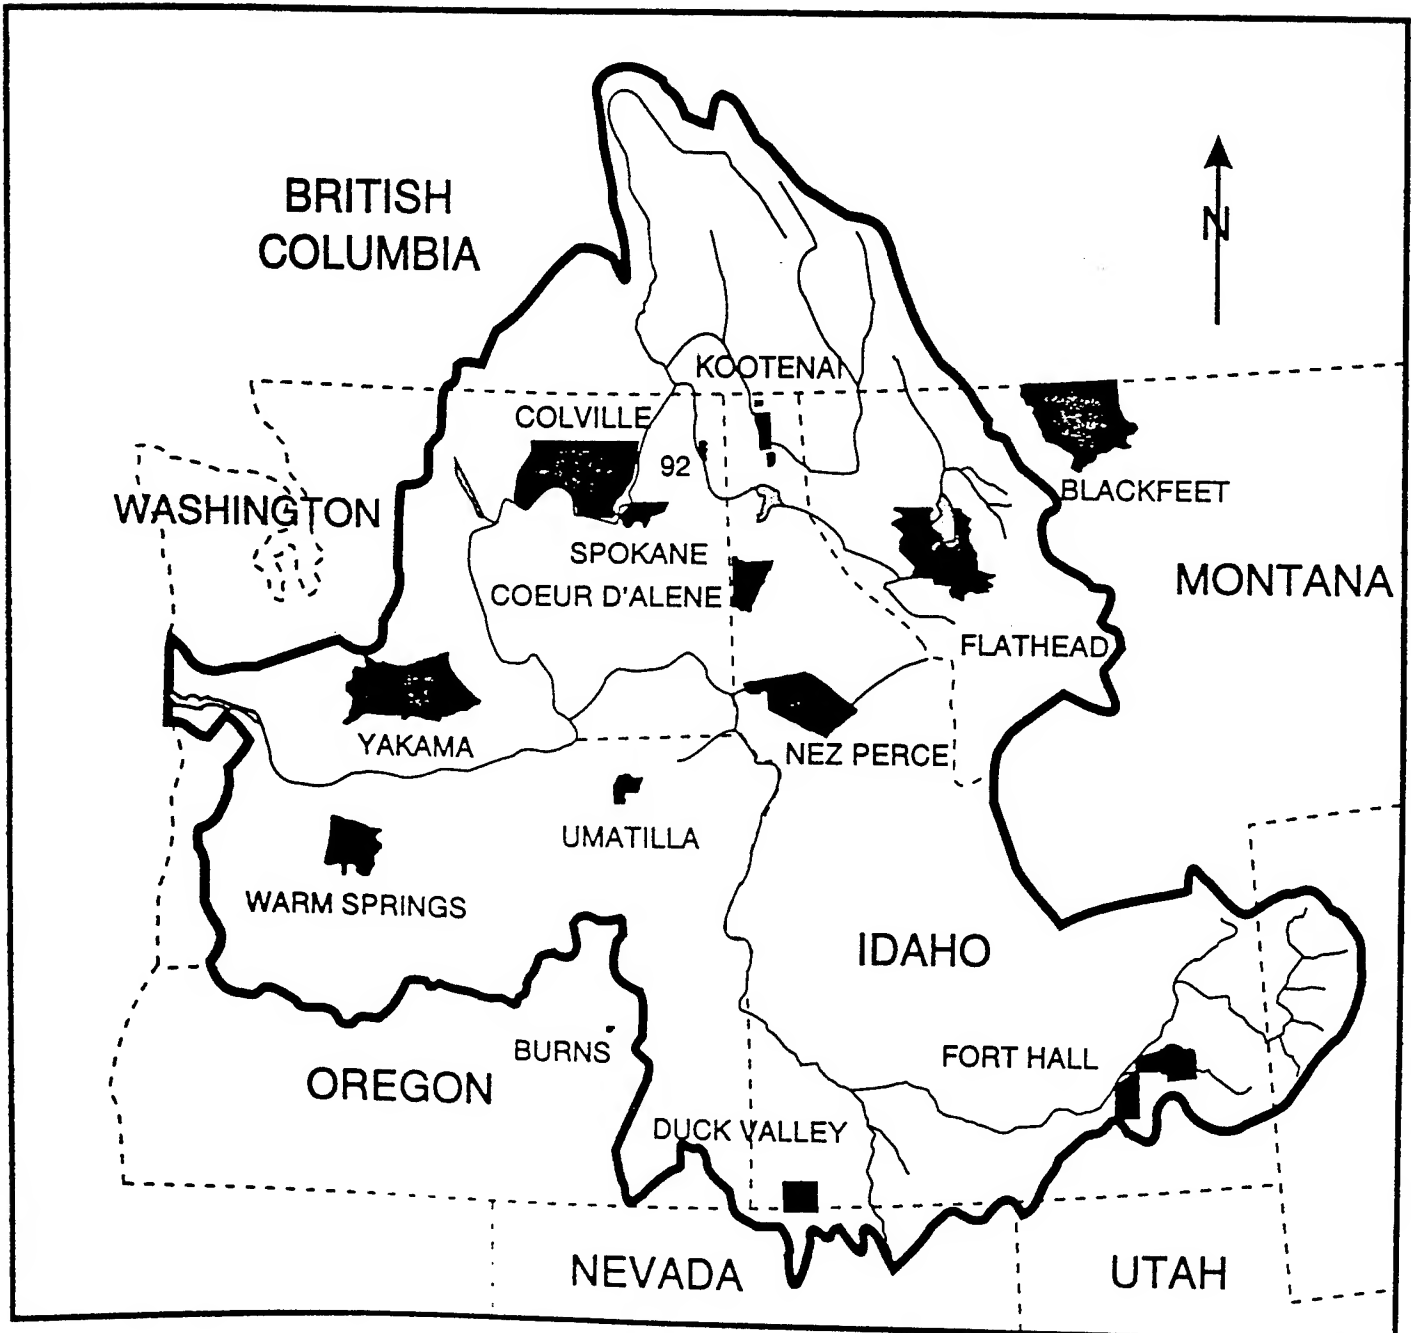 BRITISH
COLUMBIA
N
KOOTENAI
COLVILLE
92
BLACKFEET
WASHINGTON
SPOKANE
COEUR D'ALENE
MONTANA
FLATHEAD
YAKAMA
NEZ PERCE
UMATILLA
WARM SPRINGS
IDAHO
BURNS
FORT HALL
OREGON
DUCK VALLEY
NEVADA
UTAH